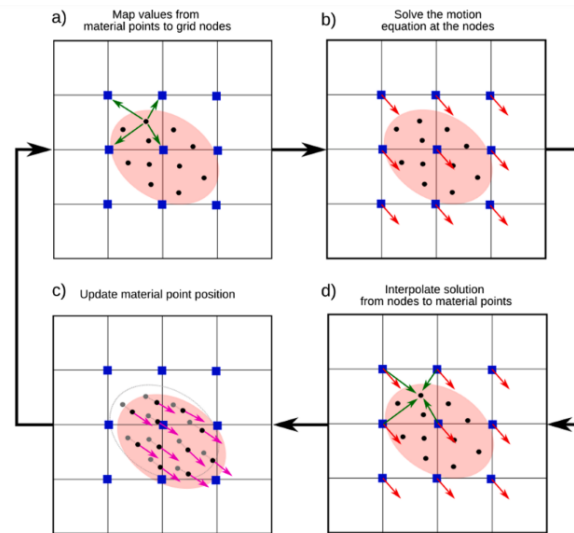 a)
Map values from
material points to grid nodes
b)
Solve the motion
equation at the nodes
c)
Update material point position
d)
Interpolate solution
from nodes to material points